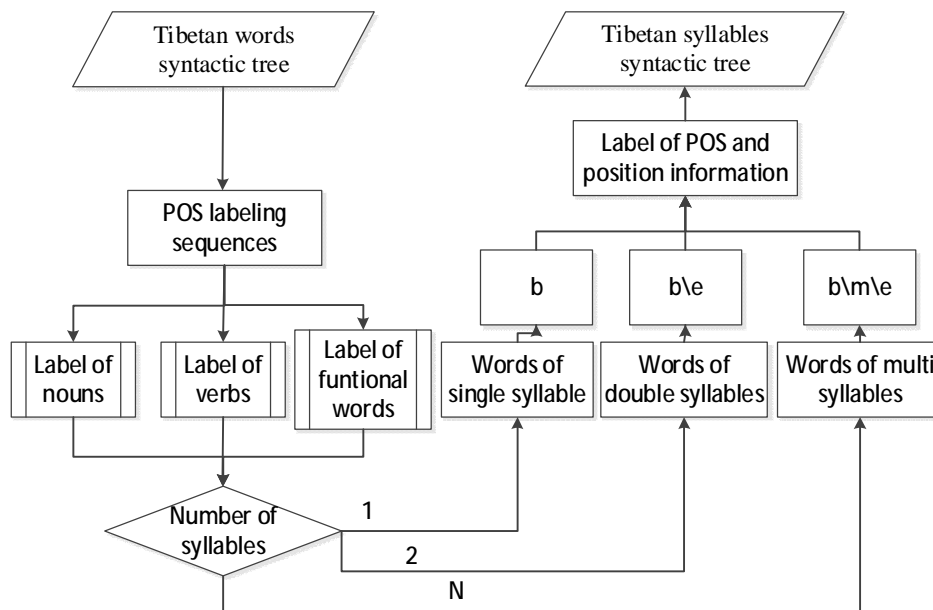 Tibetan words
syntactic tree
POS labeling
sequences
Label of
nouns
Label of
verbs
Label of
funtional
words
Number of
syllables
1
2
N
Tibetan syllables
syntactic tree
Label of POS and
position information
b
b\e
b\m\e
Words of
single syllable
Words of
double syllables
Words of multi
syllables